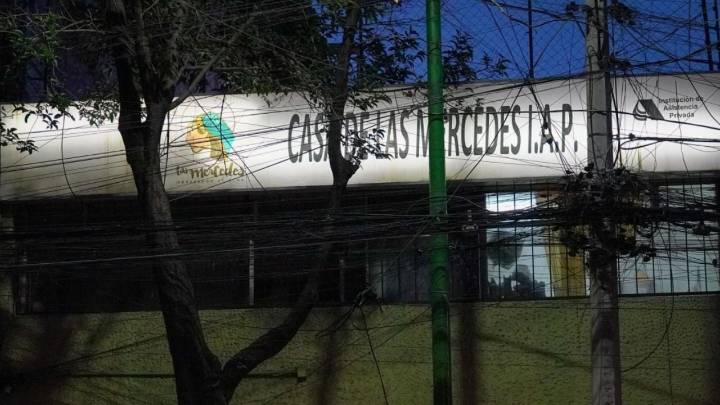 CASA DE LAS MERCEDES I.A.P.
Las Mercedes
Institución de
Asistencia
Privada